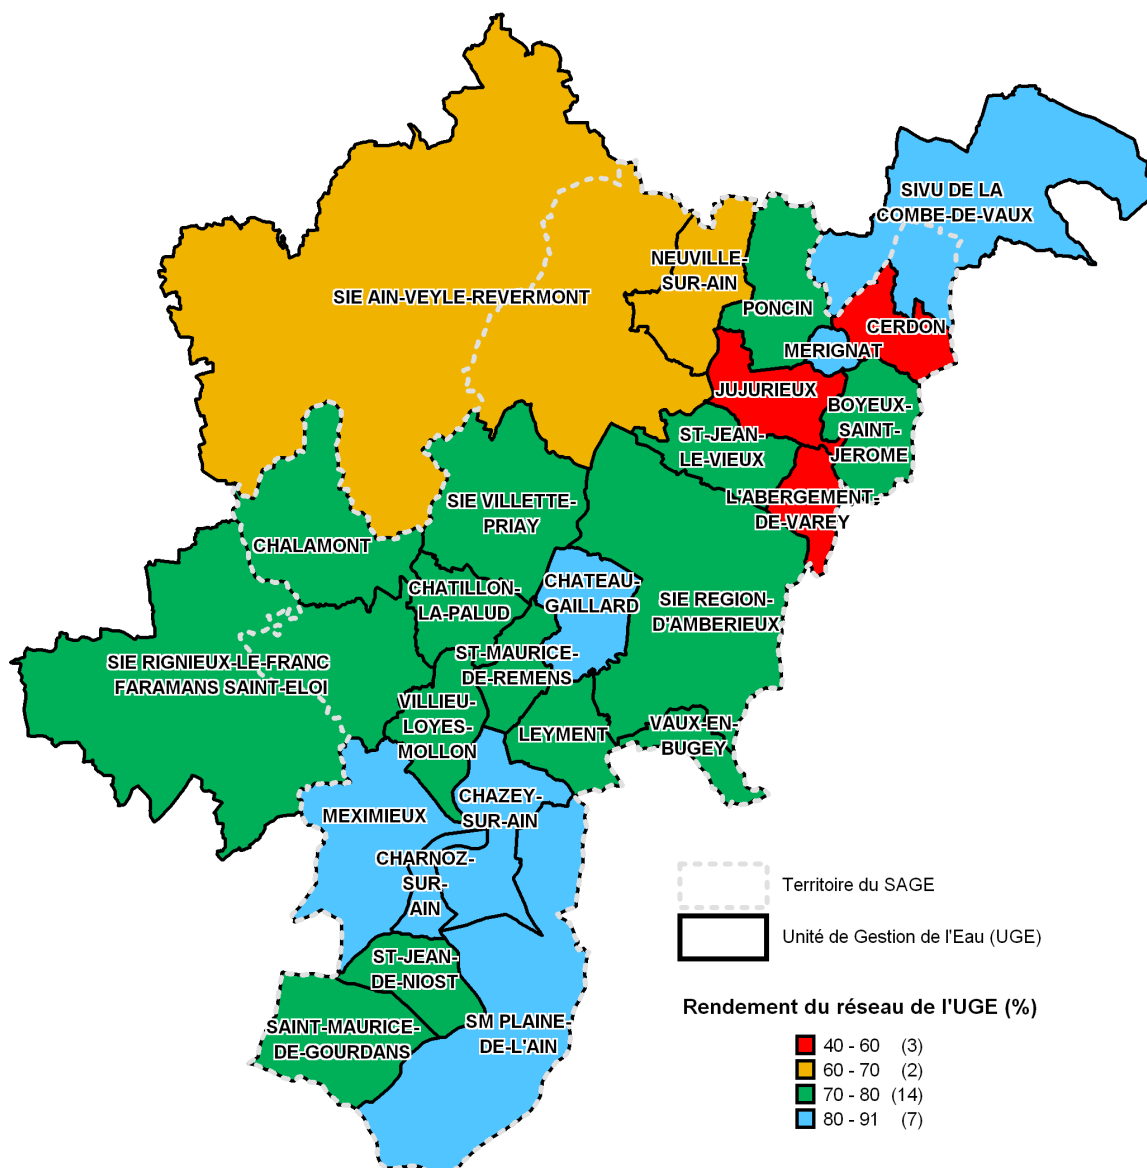 SIVU DE LA
COMBE-DE-VAUX
NEUVILLE-
SUR-AIN
SIE AIN-VEYLE-REVERMONT
PONCIN
CERDON
MERIGNAT
JUJURIEUX
BOYEUX-
SAINT-
JEROME
ST-JEAN-
LE-VIEUX
L'ABERGEMENT-
DE-VAREY
SIE VILLETTE-
PRIAY
CHALAMONT
CHATEAU-
GAILLARD
CHATILLON-
LA-PALUD
SIE REGION-
D'AMBERIEUX
ST-MAURICE-
DE-REMENS
SIE RIGNIEUX-LE-FRANC
FARAMANS SAINT-ELOI
VILLIEU-
LOYES-
MOLLON
LEYMENT
VAUX-EN-
BUGEY
CHAZEY-
SUR-AIN
MEXIMIEUX
CHARNOZ-
SUR-
AIN
ST-JEAN-
DE-NIOST
SAINT-MAURICE-
DE-GOURDANS
SM PLAINE-
DE-L'AIN
Territoire du SAGE
Unité de Gestion de l'Eau (UGE)
Rendement du réseau de l'UGE (%)
40 - 60 (3)
60 - 70 (2)
70 - 80 (14)
80 - 91 (7)